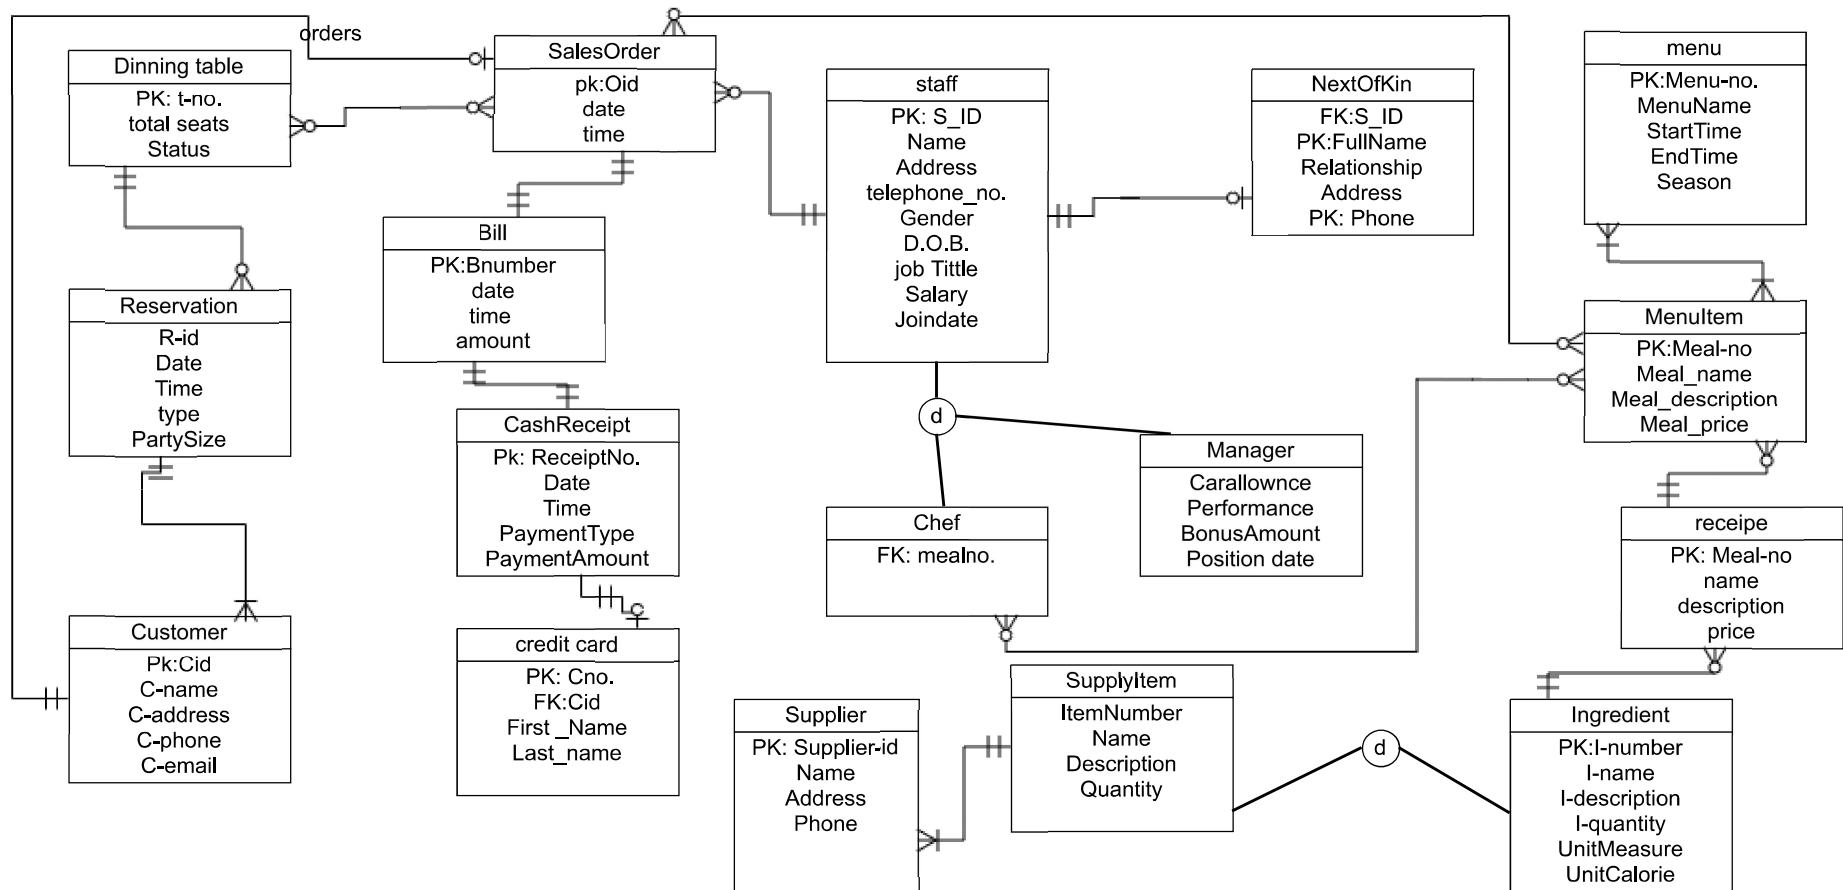 orders
Dinning table
PK: t-no.
total seats
Status
SalesOrder
pk:Oid
date
time
staff
PK: S_ID
Name
Address
telephone_no.
Gender
D.O.B.
job Tittle
Salary
Joindate
NextOfKin
FK:S_ID
PK:FullName
Relationship
Address
PK: Phone
menu
PK:Menu-no.
MenuName
StartTime
EndTime
Season
Bill
PK:Bnumber
date
time
amount
Reservation
R-id
Date
Time
type
PartySize
MenuItem
PK:Meal-no
Meal_name
Meal_description
Meal_price
CashReceipt
Pk: ReceiptNo.
Date
Time
PaymentType
PaymentAmount
d
Manager
Carallownce
Performance
BonusAmount
Position date
Chef
FK: mealno.
receipe
PK: Meal-no
name
description
price
Customer
Pk:Cid
C-name
C-address
C-phone
C-email
credit card
PK: Cno.
FK:Cid
First _Name
Last_name
Supplier
PK: Supplier-id
Name
Address
Phone
SupplyItem
ItemNumber
Name
Description
Quantity
d
Ingredient
PK:I-number
I-name
I-description
I-quantity
UnitMeasure
UnitCalorie